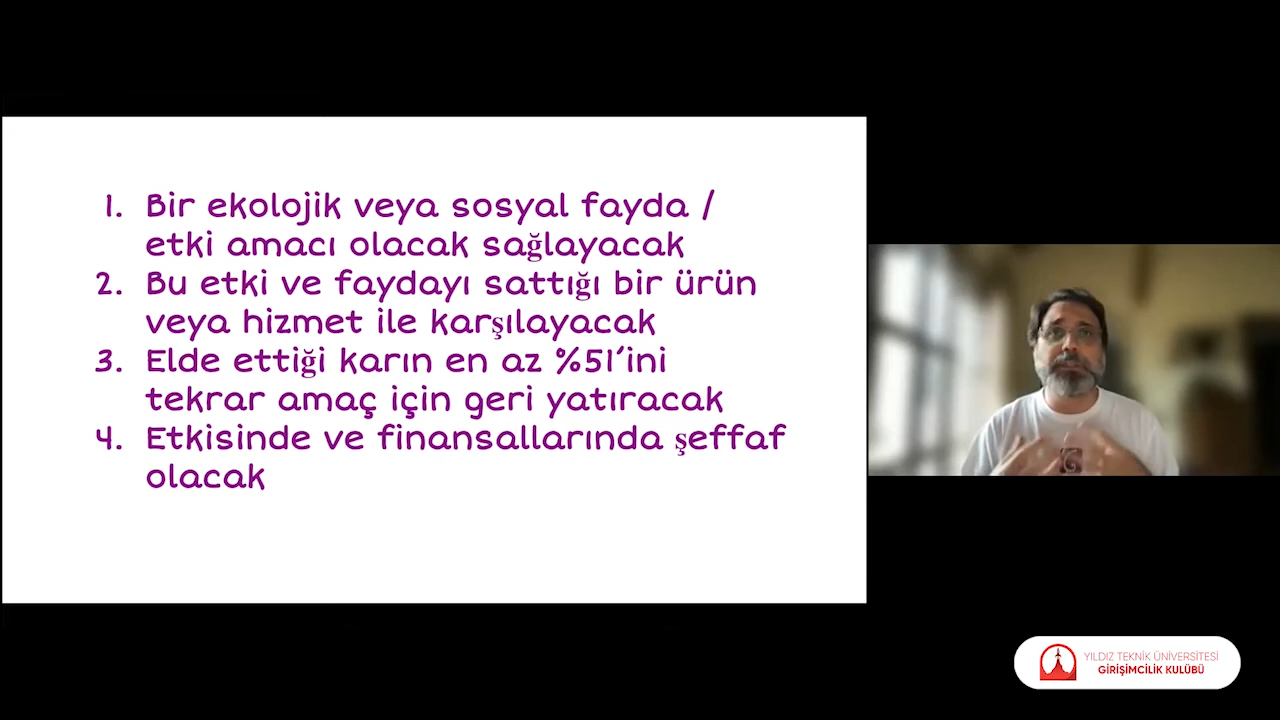 1. Bir ekolojik veya sosyal fayda /
etki amacı olacak sağlayacak
2. Bu etki ve faydayı sattığı bir ürün
veya hizmet ile karşılayacak
3. Elde ettiği karın en az %51'ini
tekrar amaç için geri yatıracak
4. Etkisinde ve finansallarında şeffaf
olacak
YILDIZ TEKNİK ÜNİVERSİTESİ
GİRİŞİMCİLİK KULÜBÜ